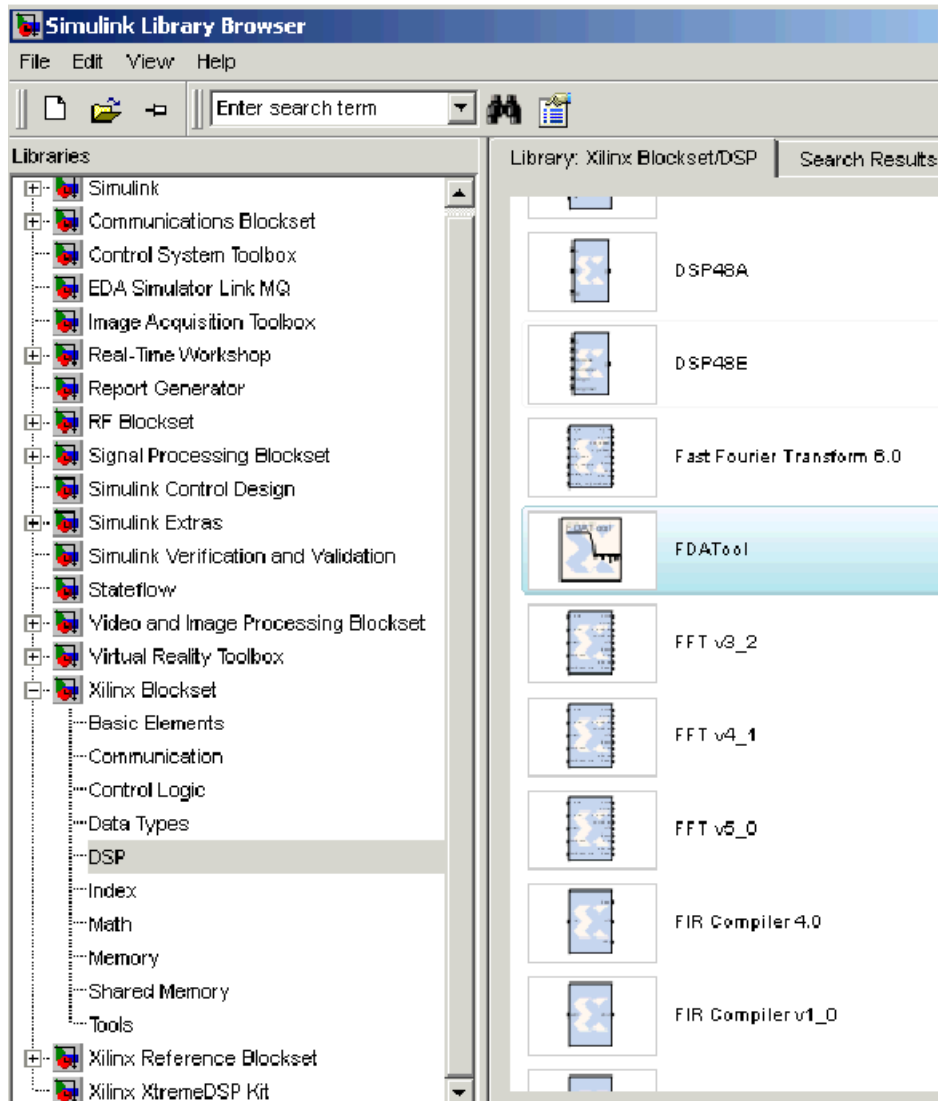 Simulink Library Browser
File Edit View Help
Enter search term
Libraries
Simulink
Communications Blockset
Control System Toolbox
EDA Simulator Link MQ
Image Acquisition Toolbox
Real-Time Workshop
Report Generator
RF Blockset
Signal Processing Blockset
Simulink Control Design
Simulink Extras
Simulink Verification and Validation
Stateflow
Video and Image Processing Blockset
Virtual Reality Toolbox
Xilinx Blockset
Basic Elements
Communication
Control Logic
Data Types
DSP
Index
Math
Memory
Shared Memory
Tools
Xilinx Reference Blockset
Xilinx XtremeDSP Kit
Library: Xilinx Blockset/DSP Search Results
DSP48A
DSP48E
Fast Fourier Transform 6.0
FDATool
FDATool
FFT v3_2
FFT v4_1
FFT v5_0
FIR Compiler 4.0
FIR Compiler v1_0